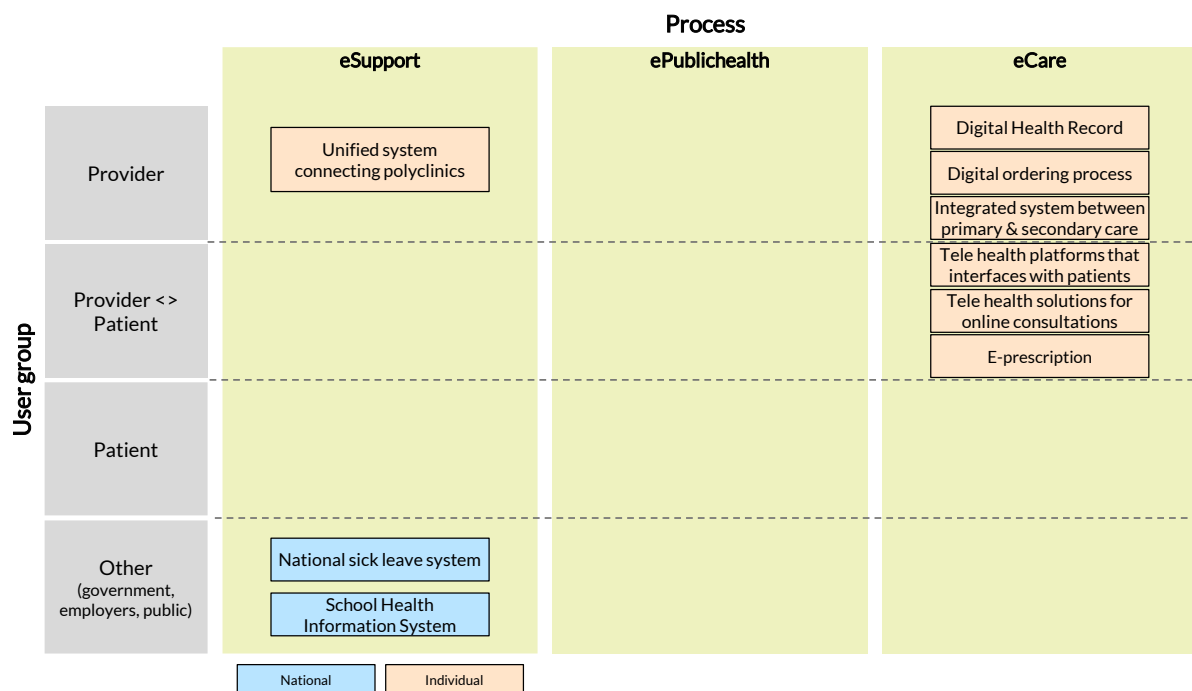 Process
eSupport
ePublichealth
eCare
User group
Provider
Unified system
connecting polyclinics
Digital Health Record
Digital ordering process
Integrated system between
primary & secondary care
Provider <>
Patient
Tele health platforms that
interfaces with patients
Tele health solutions for
online consultations
E-prescription
Patient
Other
(government,
employers, public)
National sick leave system
School Health
Information System
National
Individual